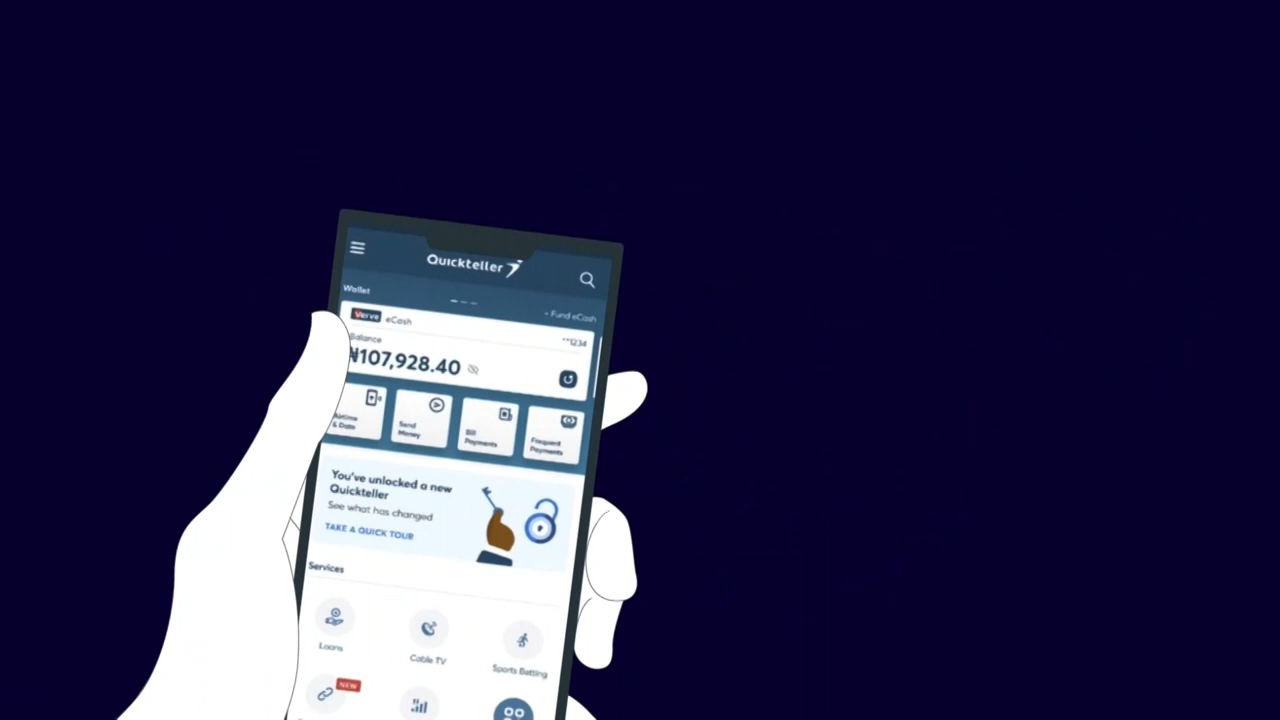 Quickteller
Wallet
- Fund eCash
Verve eCash
**1234
Balance
₦107,928.40
Airtime
& Data
Send
Money
Bill
Payments
Frequent
Payments
You've unlocked a new
Quickteller
See what has changed
TAKE A QUICK TOUR
Services
Loans
Cable TV
Sports Betting
NEW